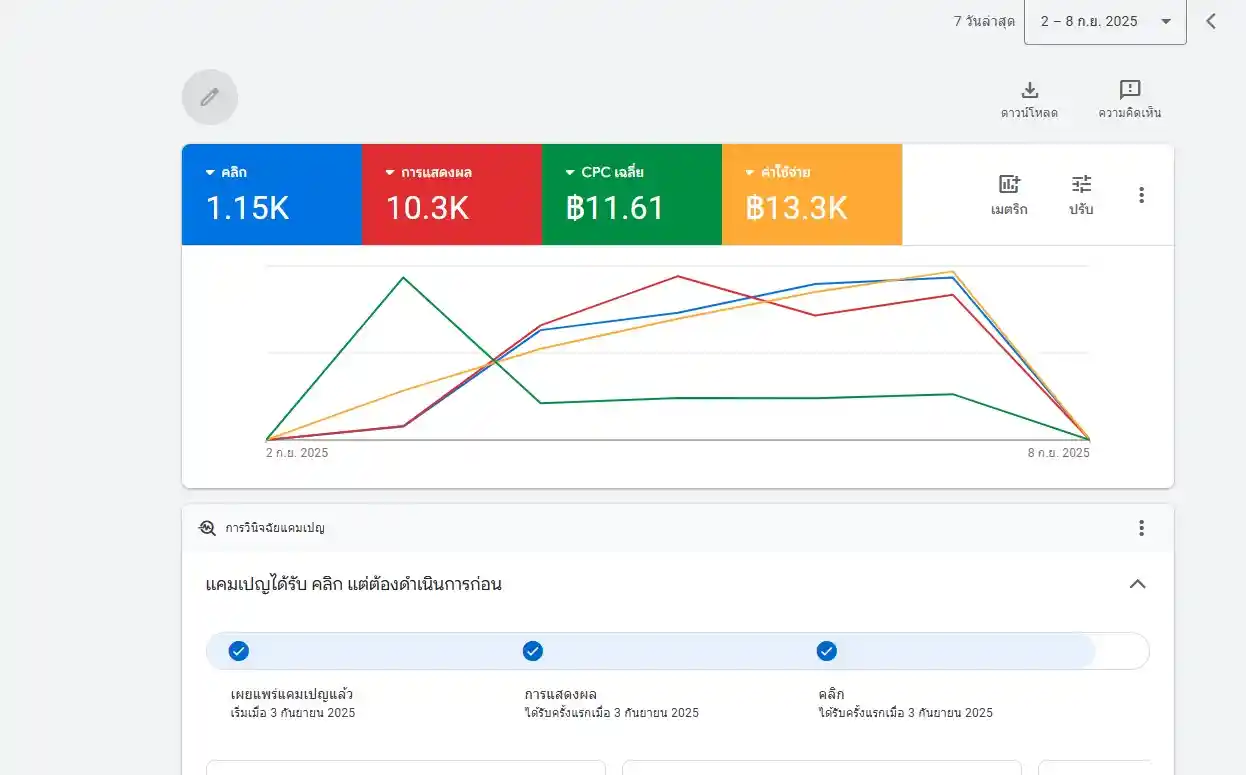 7 วันล่าสุด 2 – 8 ก.ย. 2025
ดาวน์โหลด ความคิดเห็น
คลิก การแสดงผล CPC เฉลี่ย ค่าใช้จ่าย
1.15K 10.3K ฿11.61 ฿13.3K
เมตริก ปรับ
2 ก.ย. 2025 8 ก.ย. 2025
การวินิจฉัยแคมเปญ
แคมเปญได้รับ คลิก แต่ต้องดำเนินการก่อน
เผยแพร่แคมเปญแล้ว การแสดงผล คลิก
เริ่มเมื่อ 3 กันยายน 2025 ได้รับครั้งแรกเมื่อ 3 กันยายน 2025 ได้รับครั้งแรกเมื่อ 3 กันยายน 2025